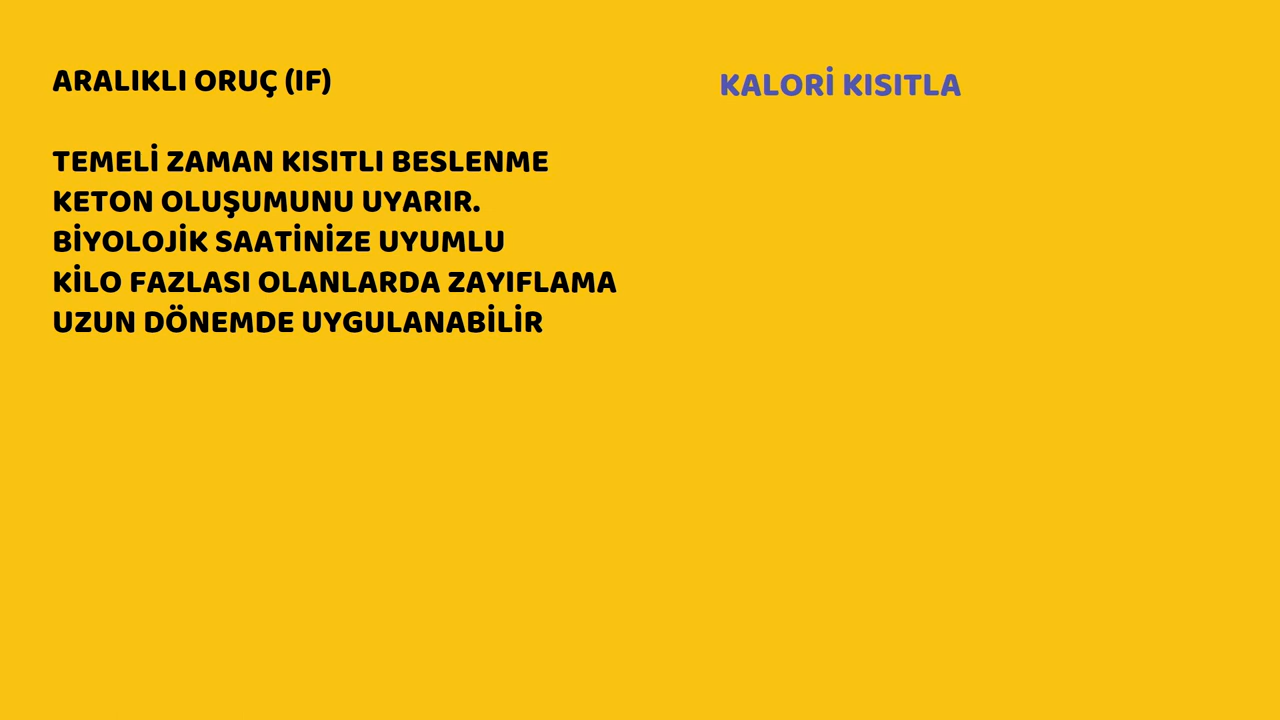 ARALIKLI ORUÇ (IF)
TEMELİ ZAMAN KISITLI BESLENME
KETON OLUŞUMUNU UYARIR.
BİYOLOJİK SAATİNİZE UYUMLU
KİLO FAZLASI OLANLARDA ZAYIFLAMA
UZUN DÖNEMDE UYGULANABİLİR
KALORİ KISITLA